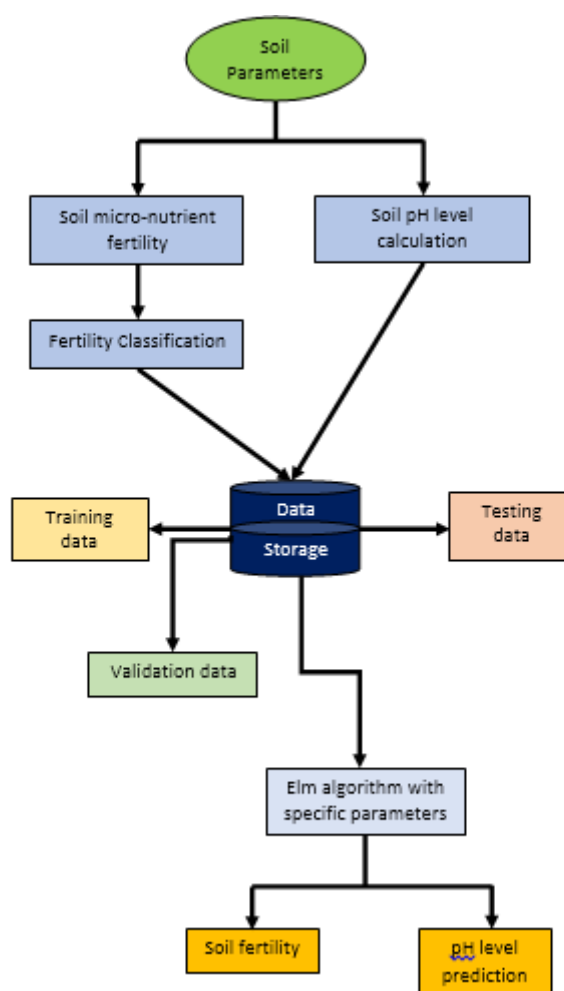 Soil
Parameters
Soil micro-nutrient
fertility
Soil pH level
calculation
Fertility Classification
Data
Storage
Training
data
Testing
data
Validation data
Elm algorithm with
specific parameters
Soil fertility
pH level
prediction